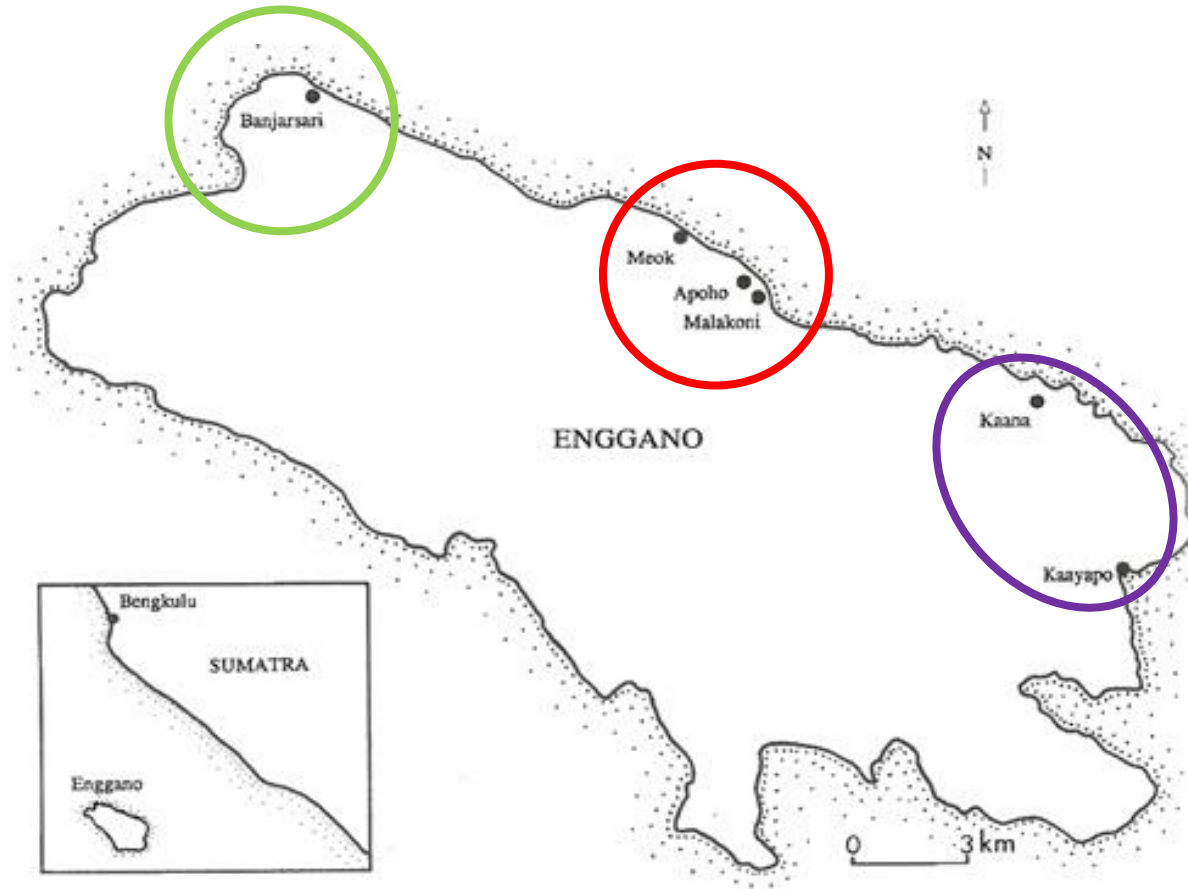 Banjarsari
N
Meok
Apoho
Malakoni
Kaana
ENGGANO
Kaayapo
Bengkulu
SUMATRA
Enggano
0 3 km